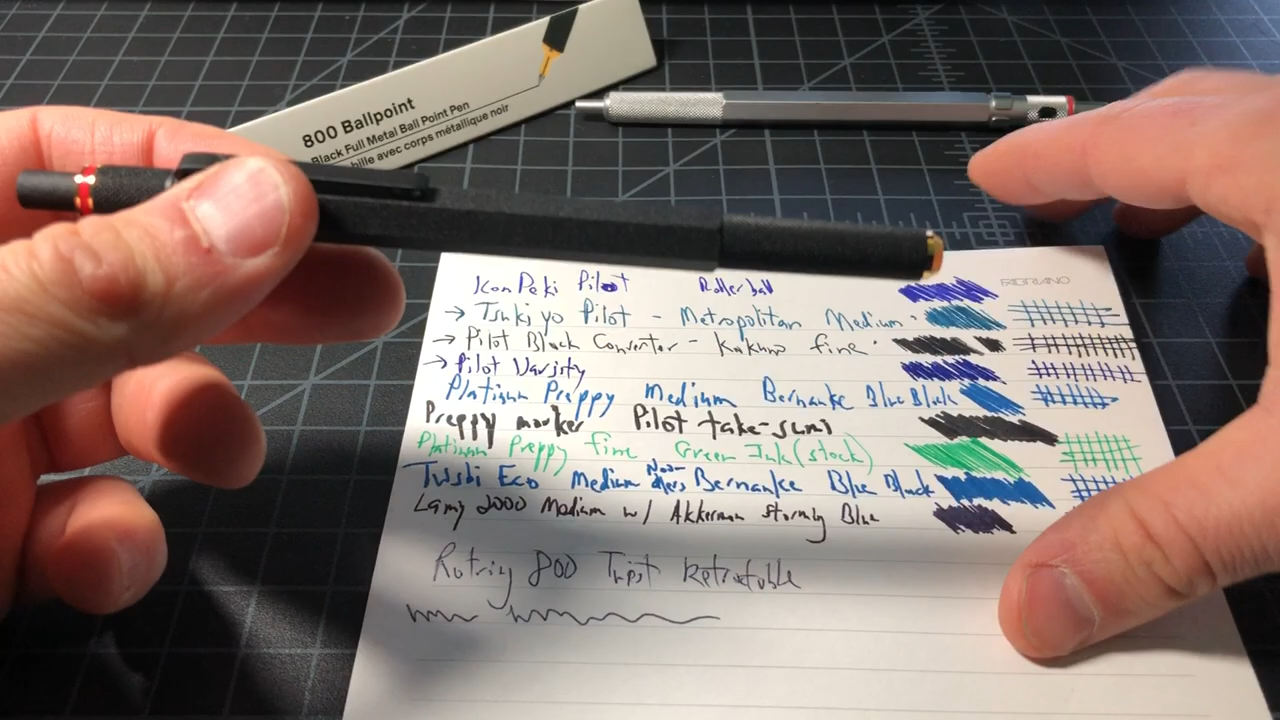 800 Ballpoint
Black Full Metal Ball Point Pen
bille avec corps métallique noir
FABRIANO
Kon Peki Pilot Rollerball
→ Tsukiyo Pilot - Metropolitan Medium
→ Pilot Black Converter - Kakuno fine
→ Pilot Varsity
Platinum Preppy Medium Bernanke Blue Black
Preppy marker Pilot take-sumi
Platinum Preppy fine Green Ink (stock)
Twsbi Eco Medium Bernanke Blue Black
Lamy 2000 Medium w/ Akkerman Stormy Blue
Rotring 800 Twist Retractable